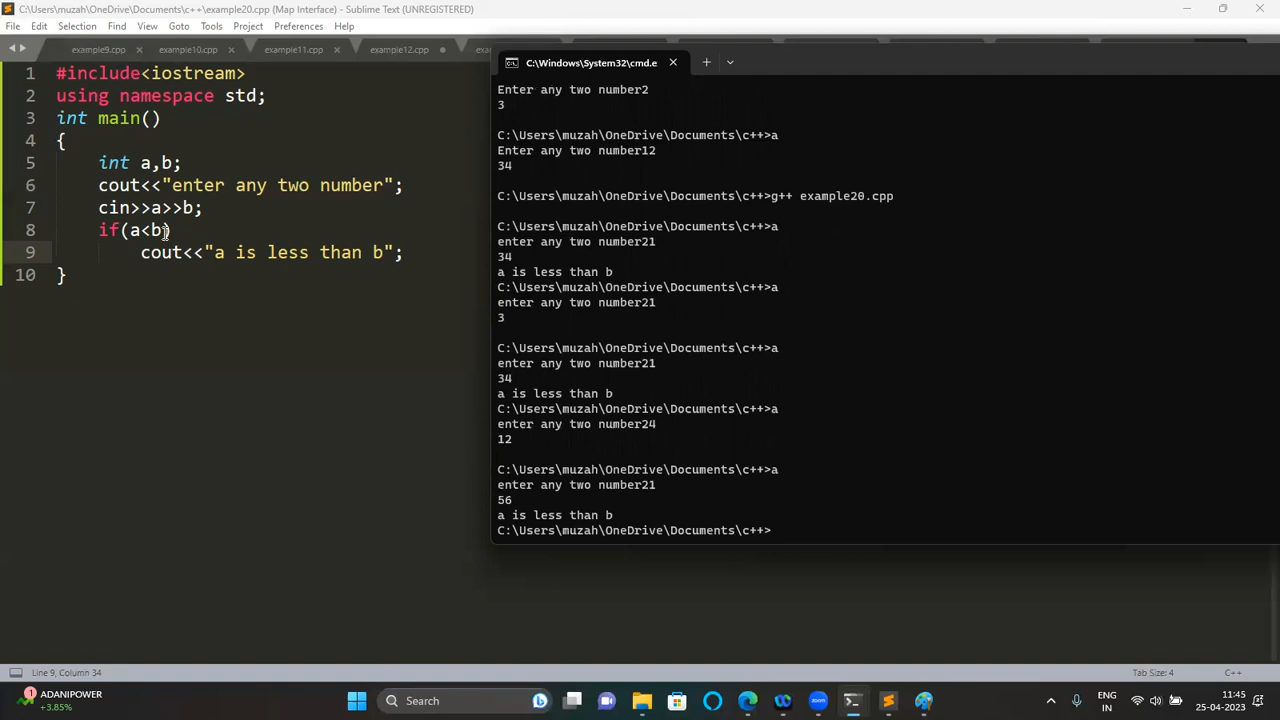 C:\Users\muzah\OneDrive\Documents\c++\example20.cpp (Map Interface) - Sublime Text (UNREGISTERED)
File Edit Selection Find View Goto Tools Project Preferences Help
example9.cpp example10.cpp example11.cpp example12.cpp
1 #include<iostream>
2 using namespace std;
3 int main()
4 {
5 int a,b;
6 cout<<"enter any two number";
7 cin>>a>>b;
8 if(a<b)
9 cout<<"a is less than b";
10 }
C:\Windows\System32\cmd.e
Enter any two number2
3
C:\Users\muzah\OneDrive\Documents\c++>a
Enter any two number12
34
C:\Users\muzah\OneDrive\Documents\c++>g++ example20.cpp
C:\Users\muzah\OneDrive\Documents\c++>a
enter any two number21
34
a is less than b
C:\Users\muzah\OneDrive\Documents\c++>a
enter any two number21
3
C:\Users\muzah\OneDrive\Documents\c++>a
enter any two number21
34
a is less than b
C:\Users\muzah\OneDrive\Documents\c++>a
enter any two number24
12
C:\Users\muzah\OneDrive\Documents\c++>a
enter any two number21
56
a is less than b
C:\Users\muzah\OneDrive\Documents\c++>
Line 9, Column 34
Tab Size: 4 C++
1
ADANIPOWER
+3.85%
Search
zoom
ENG
IN
11:45
25-04-2023